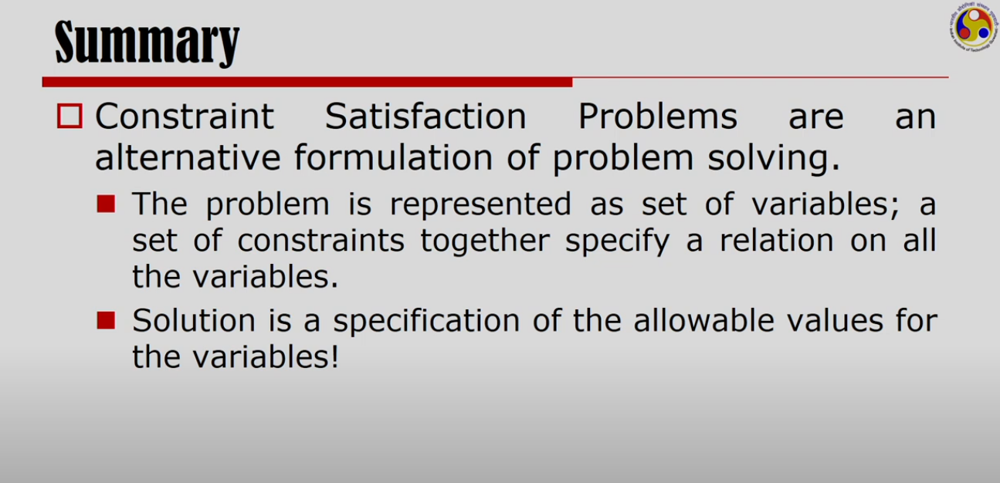 Summary
Constraint Satisfaction Problems are an
alternative formulation of problem solving.
The problem is represented as set of variables; a
set of constraints together specify a relation on all
the variables.
Solution is a specification of the allowable values for
the variables!